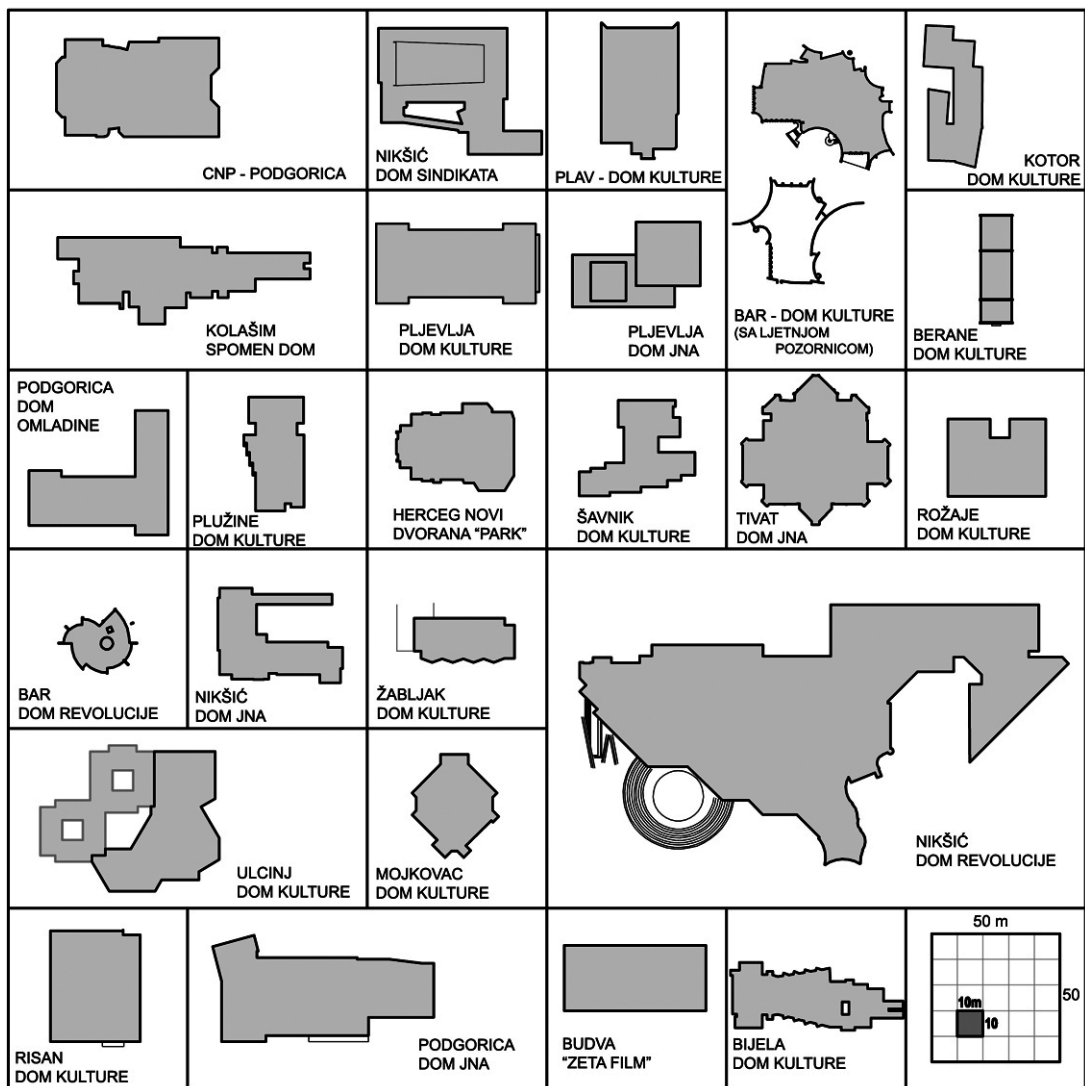 CNP - PODGORICA
NIKŠIĆ
DOM SINDIKATA
PLAV - DOM KULTURE
BAR - DOM KULTURE
(SA LJETNJOM
POZORNICOM)
KOTOR
DOM KULTURE
KOLAŠIM
SPOMEN DOM
PLJEVLJA
DOM KULTURE
PLJEVLJA
DOM JNA
BERANE
DOM KULTURE
PODGORICA
DOM
OMLADINE
PLUŽINE
DOM KULTURE
HERCEG NOVI
DVORANA “PARK”
ŠAVNIK
DOM KULTURE
TIVAT
DOM JNA
ROŽAJE
DOM KULTURE
BAR
DOM REVOLUCIJE
NIKŠIĆ
DOM JNA
ŽABLJAK
DOM KULTURE
NIKŠIĆ
DOM REVOLUCIJE
ULCINJ
DOM KULTURE
MOJKOVAC
DOM KULTURE
RISAN
DOM KULTURE
PODGORICA
DOM JNA
BUDVA
“ZETA FILM”
BIJELA
DOM KULTURE
50 m
50
10m
10